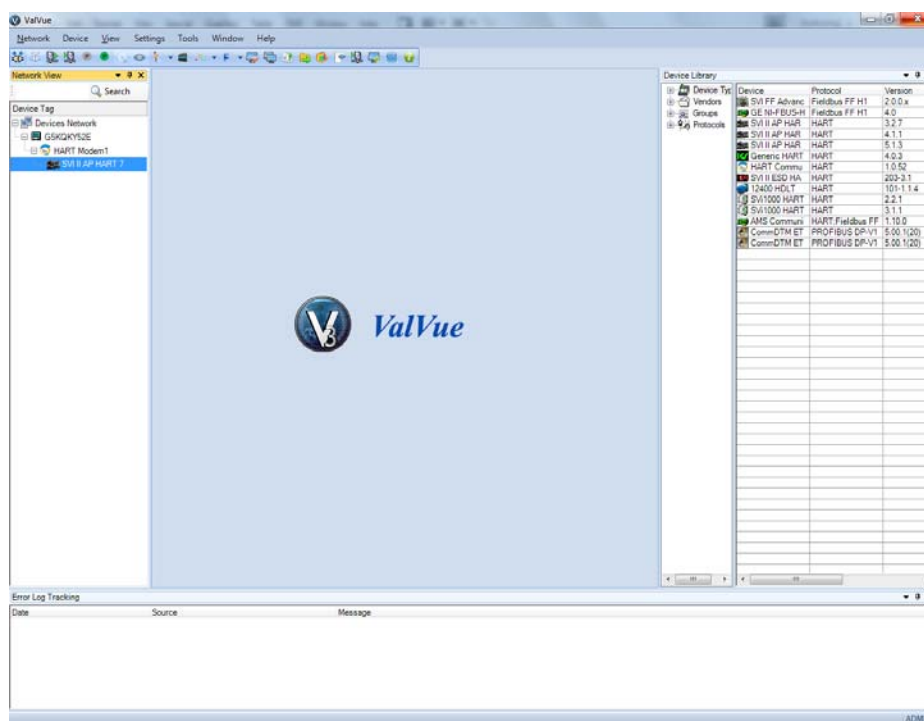 ValVue
Network Device View Settings Tools Window Help
Network View
Search
Device Tag
Devices Network
GSKQKY52E
HART Modem1
SVI II AP HART 7
V3 ValVue
Device Library
Device Typ
Vendors
Groups
Protocols
Device Protocol Version
SVI FF Advanc Fieldbus FF H1 2.0.0.x
GE NI-FBUS-H Fieldbus FF H1 4.0
SVI II AP HAR HART 3.2.7
SVI II AP HAR HART 4.1.1
SVI II AP HAR HART 5.1.3
Generic HART HART 4.0.3
HART Commu HART 1.0.52
SVI II ESD HA HART 203-3.1
12400 HDLT HART 101-1.1.4
SVi1000 HART HART 2.2.1
SVi1000 HART HART 3.1.1
AMS Communi HART:Fieldbus FF 1.10.0
CommDTM ET PROFIBUS DP-V1 5.00.1(20)
CommDTM ET PROFIBUS DP-V1 5.00.1(20)
Error Log Tracking
Date Source Message
ADM